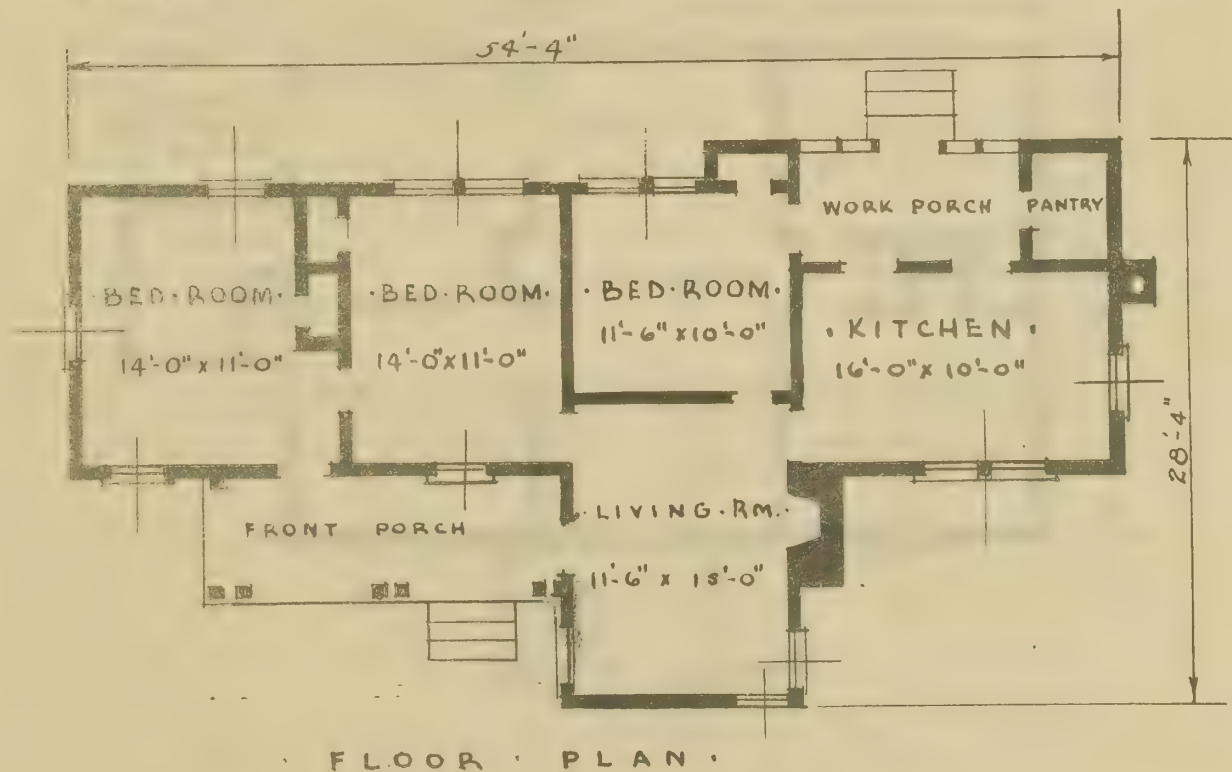 54'-4"
WORK PORCH
PANTRY
·BED·ROOM·
14'-0" x 11'-0"
·BED·ROOM·
14'-0" x 11'-0"
·BED·ROOM·
11'-6" x 10'-0"
·KITCHEN·
16'-0" x 10'-0"
28'-4"
FRONT PORCH
·LIVING·RM.·
11'-6" x 15'-0"
·FLOOR·PLAN·